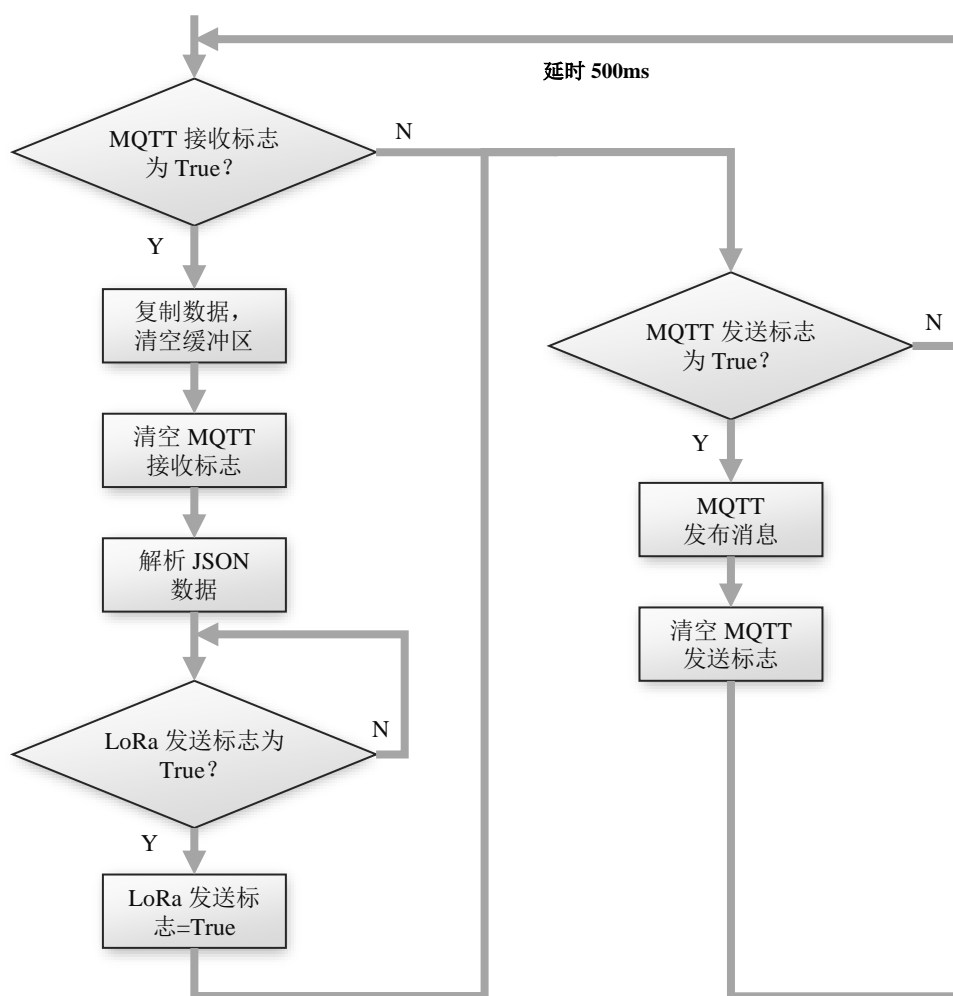 延时 500ms
MQTT 接收标志
为 True？
N
Y
复制数据，
清空缓冲区
清空 MQTT
接收标志
解析 JSON
数据
LoRa 发送标志为
True？
N
Y
LoRa 发送标
志=True
MQTT 发送标志
为 True？
N
Y
MQTT
发布消息
清空 MQTT
发送标志